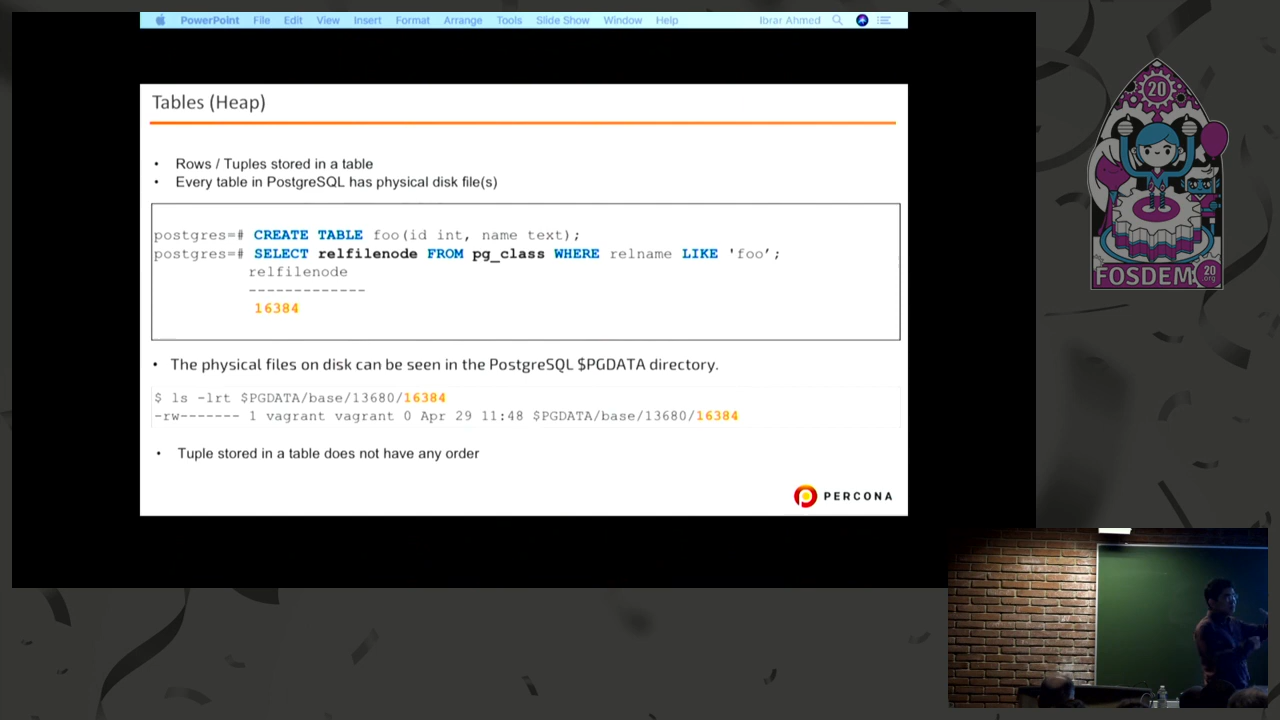 PowerPoint File Edit View Insert Format Arrange Tools Slide Show Window Help Ibrar Ahmed
Tables (Heap)
• Rows / Tuples stored in a table
• Every table in PostgreSQL has physical disk file(s)
postgres=# CREATE TABLE foo(id int, name text);
postgres=# SELECT relfilenode FROM pg_class WHERE relname LIKE 'foo’;
relfilenode
-------------
16384
• The physical files on disk can be seen in the PostgreSQL $PGDATA directory.
$ ls -lrt $PGDATA/base/13680/16384
-rw------- 1 vagrant vagrant 0 Apr 29 11:48 $PGDATA/base/13680/16384
• Tuple stored in a table does not have any order
PERCONA
20
FOSDEM
20
.org